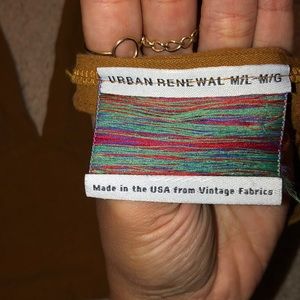 URBAN RENEWAL M/L-M/G
Made in the USA from Vintage Fabrics